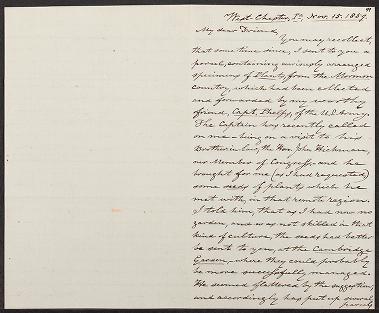 91
West-Chester, Pa. Nov. 15. 1859.
My dear Friend,
You may recollect,
that some time since, I sent to you a
parcel, containing variously arranged
specimens of Plants, from the Mormon
country, which had been collected
and forwarded by my worthy
friend, Capt. Phelps, of the U.S. Army.
The Captain has recently called
on me, being on a visit to his
Brother in law, the Hon. John Hickman,
our Member of Congress, and he
brought for me (as I had requested)
some seeds of plants which he
met with, in that remote region.
I told him, that as I had now no
garden, and was not skilled in that
kind of culture, the seeds had better
be sent to you, at the Cambridge
Garden, where they could probably
be more successfully managed.
He seemed flattered by the suggestion,
and accordingly has put up several
parcels